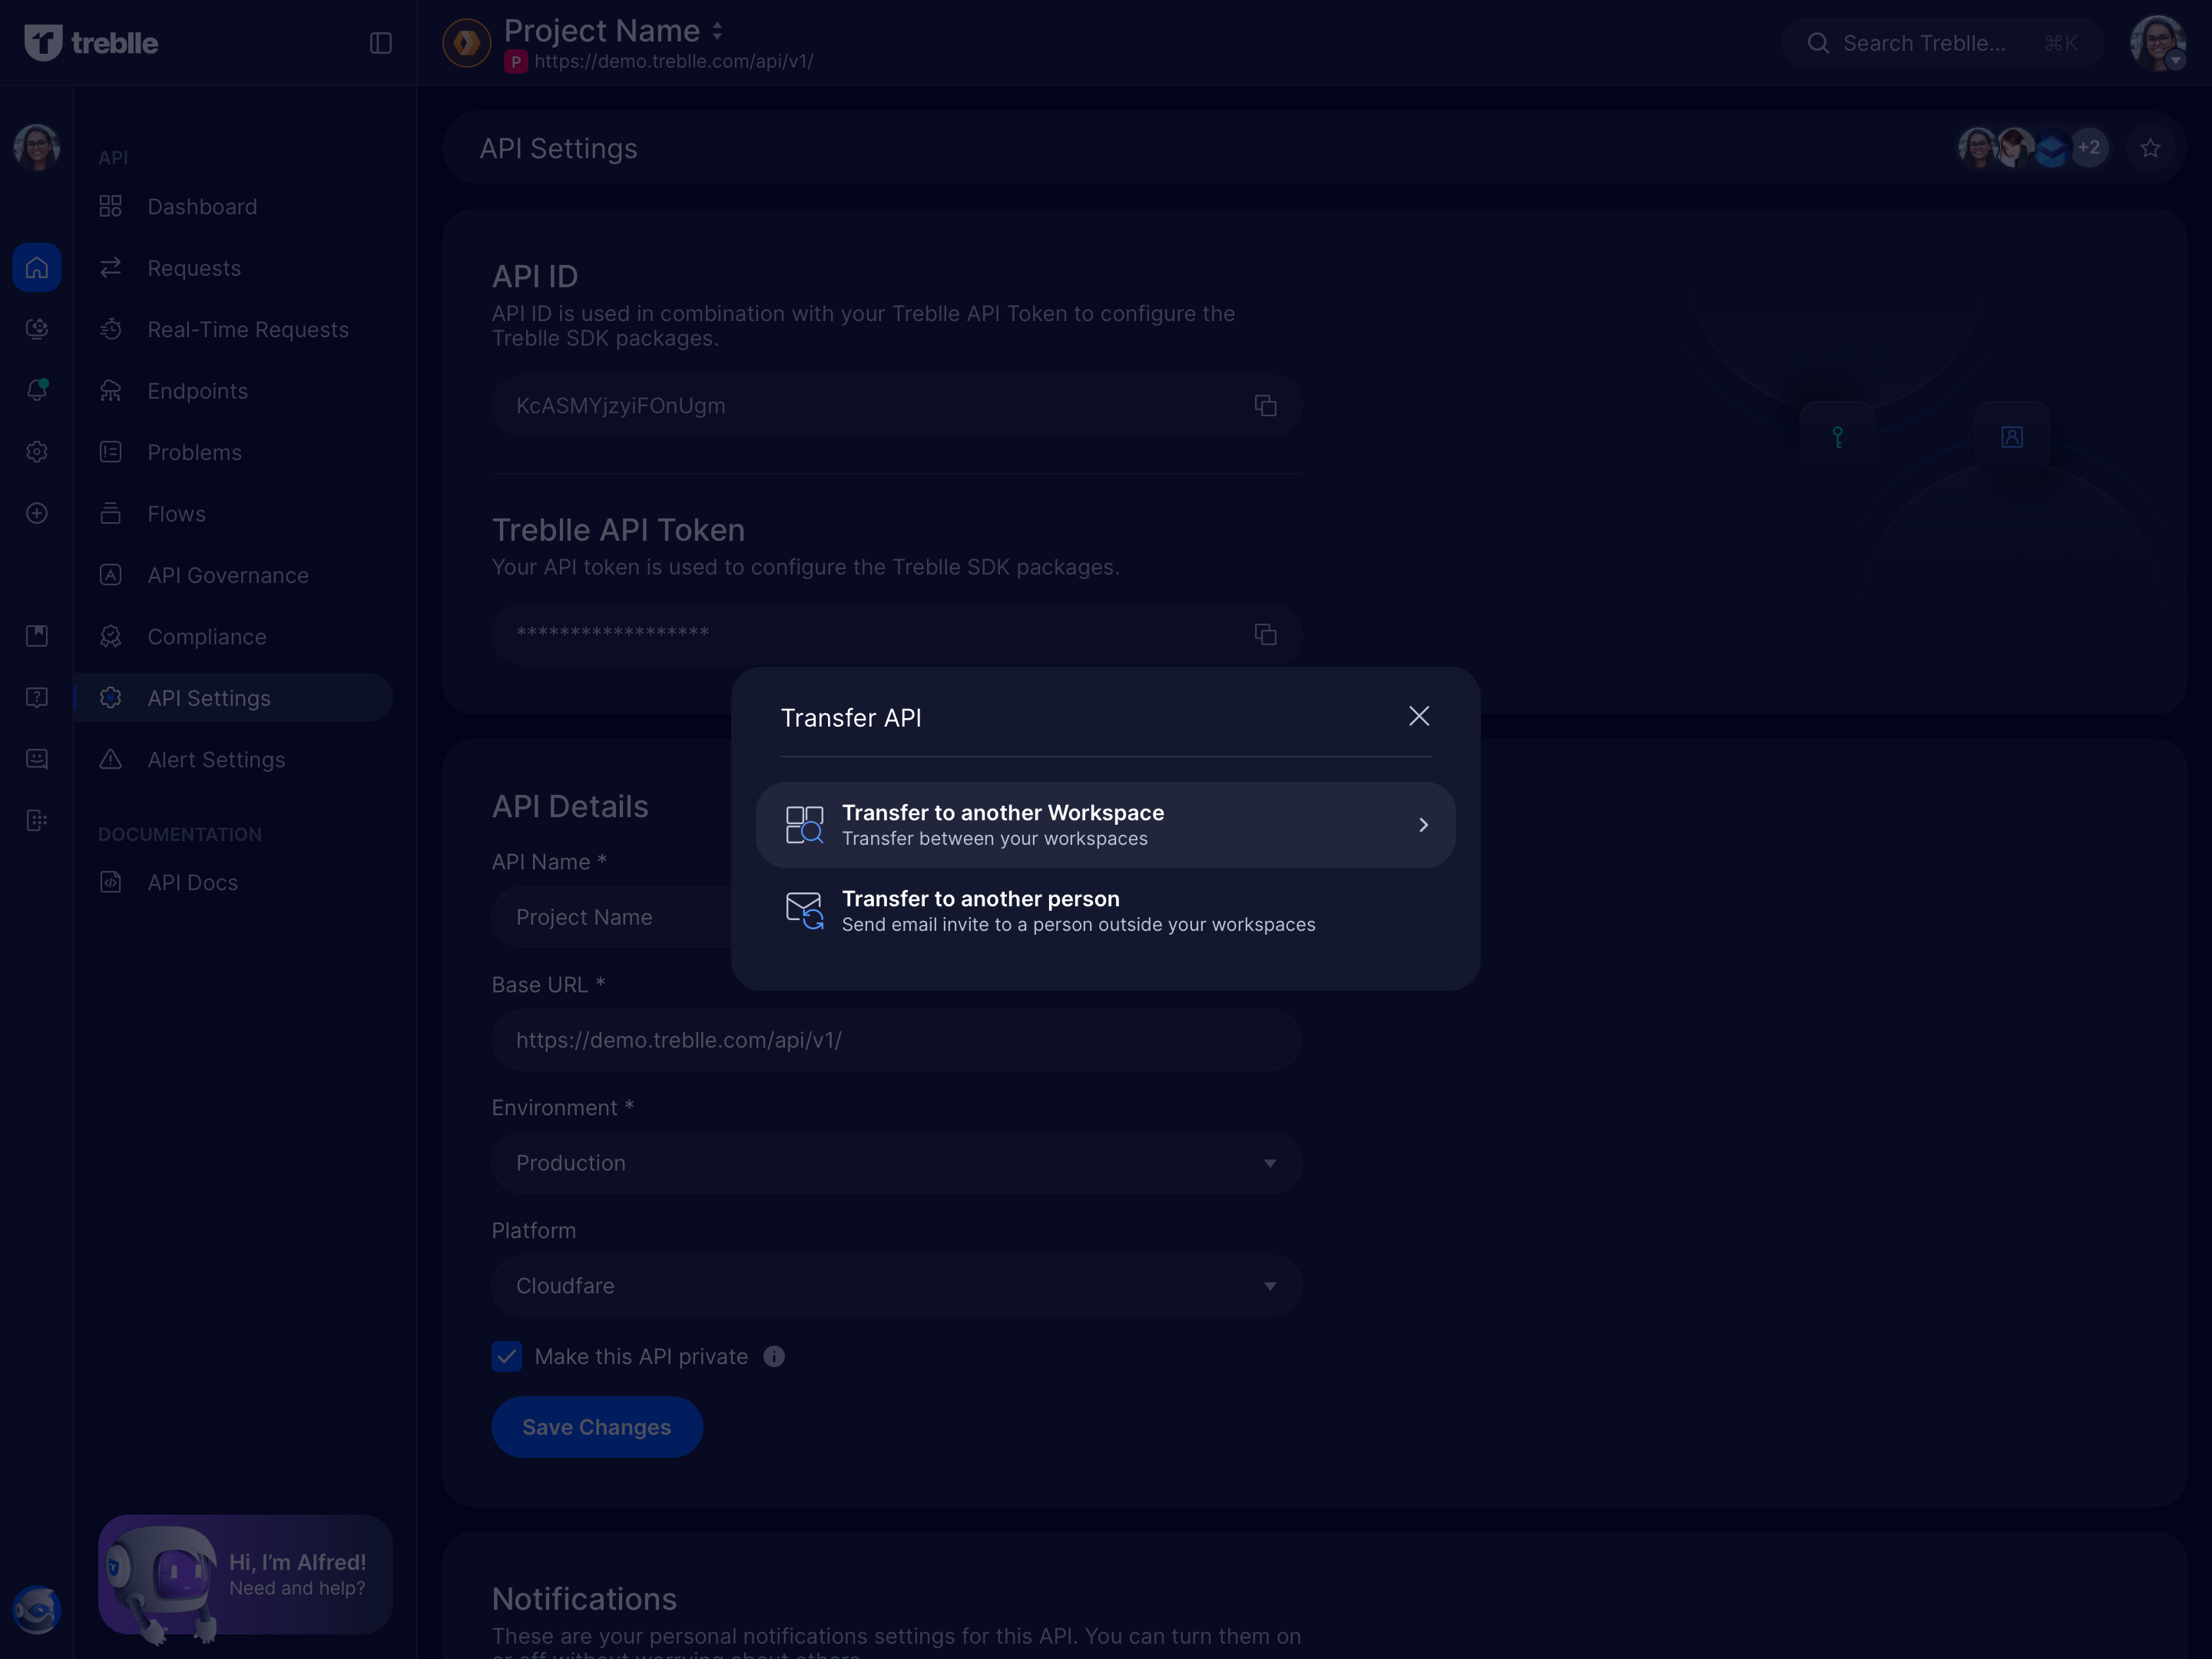 treblle
Project Name
P https://demo.treblle.com/api/v1/
Search Treblle... ⌘K
API
Dashboard
Requests
Real-Time Requests
Endpoints
Problems
Flows
API Governance
Compliance
API Settings
Alert Settings
DOCUMENTATION
API Docs
Hi, I'm Alfred!
Need and help?
API Settings
+2
API ID
API ID is used in combination with your Treblle API Token to configure the
Treblle SDK packages.
KcASMYjzyiFOnUgm
Treblle API Token
Your API token is used to configure the Treblle SDK packages.
******************
Transfer API
Transfer to another Workspace
Transfer between your workspaces
Transfer to another person
Send email invite to a person outside your workspaces
API Details
API Name *
Project Name
Base URL *
https://demo.treblle.com/api/v1/
Environment *
Production
Platform
Cloudfare
Make this API private
Save Changes
Notifications
These are your personal notifications settings for this API. You can turn them on
or off without worrying about others.